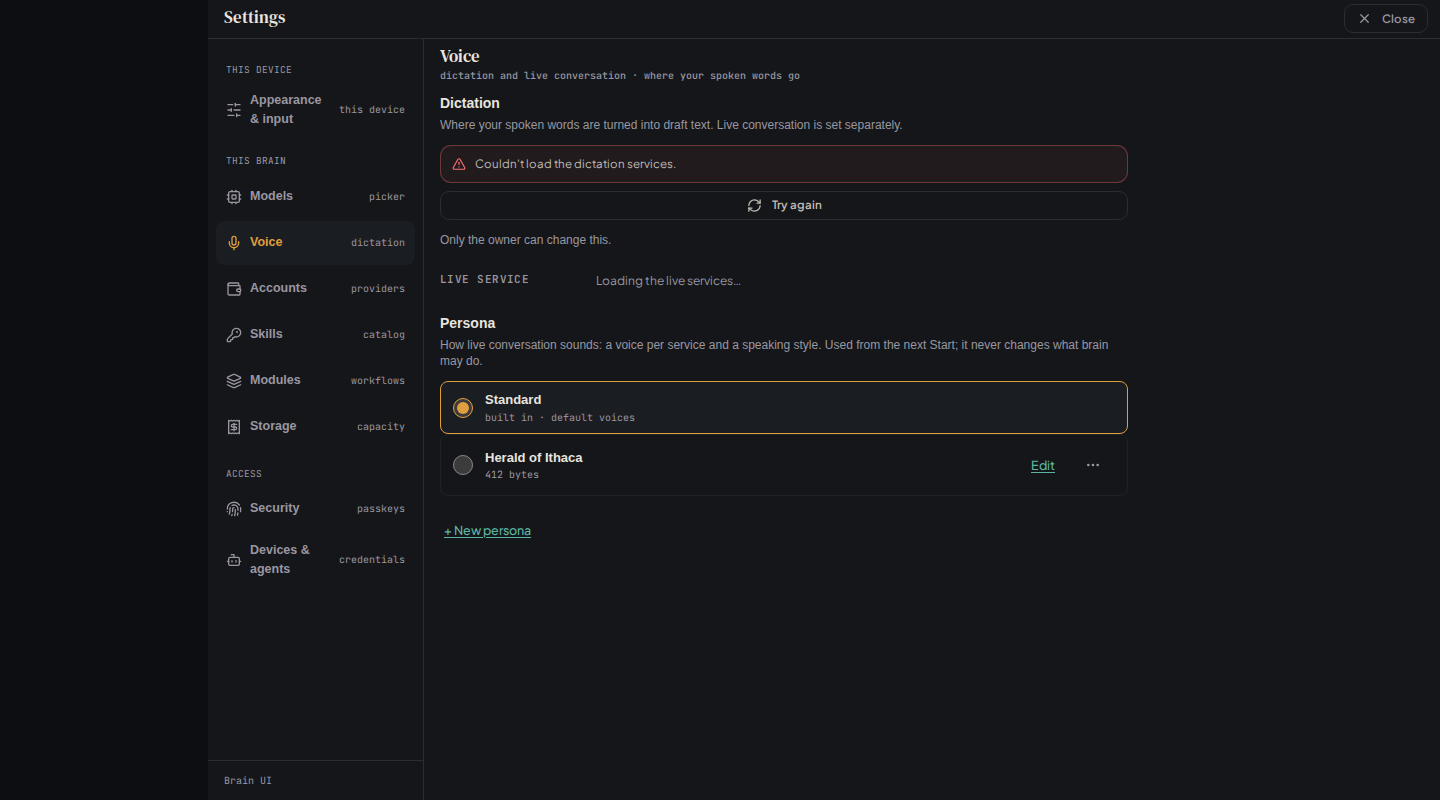 Settings
Close
THIS DEVICE
Appearance & input
this device
THIS BRAIN
Models
picker
Voice
dictation
Accounts
providers
Skills
catalog
Modules
workflows
Storage
capacity
ACCESS
Security
passkeys
Devices & agents
credentials
Brain UI
Voice
dictation and live conversation · where your spoken words go
Dictation
Where your spoken words are turned into draft text. Live conversation is set separately.
Couldn't load the dictation services.
Try again
Only the owner can change this.
LIVE SERVICE
Loading the live services…
Persona
How live conversation sounds: a voice per service and a speaking style. Used from the next Start; it never changes what brain
may do.
Standard
built in · default voices
Herald of Ithaca
412 bytes
Edit
+ New persona